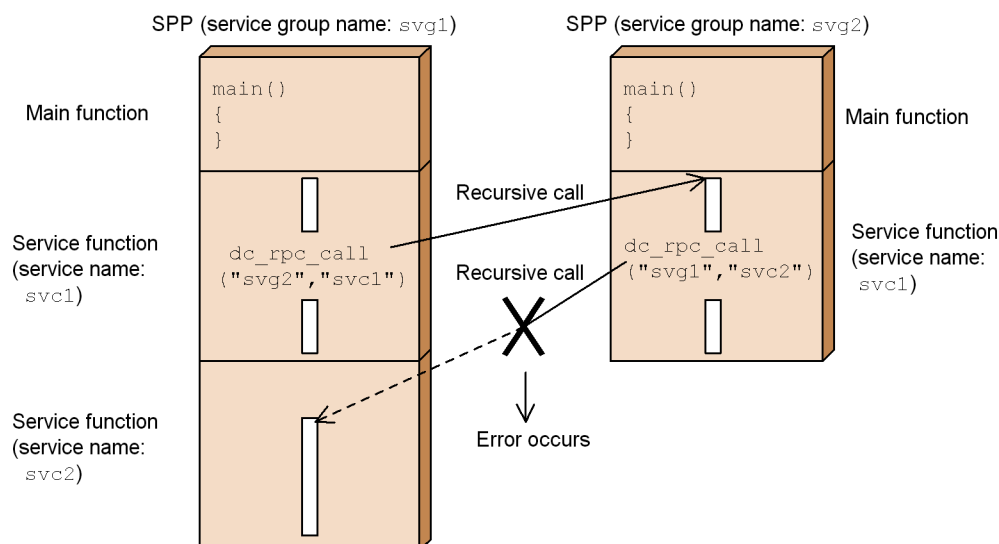 SPP (service group name: svg1)
SPP (service group name: svg2)
Main function
main()
{
}
main()
{
}
Main function
Service function
(service name:
svc1)
dc_rpc_call
("svg2","svc1")
Recursive call
Recursive call
dc_rpc_call
("svg1","svc2")
Service function
(service name:
svc1)
Service function
(service name:
svc2)
Error occurs